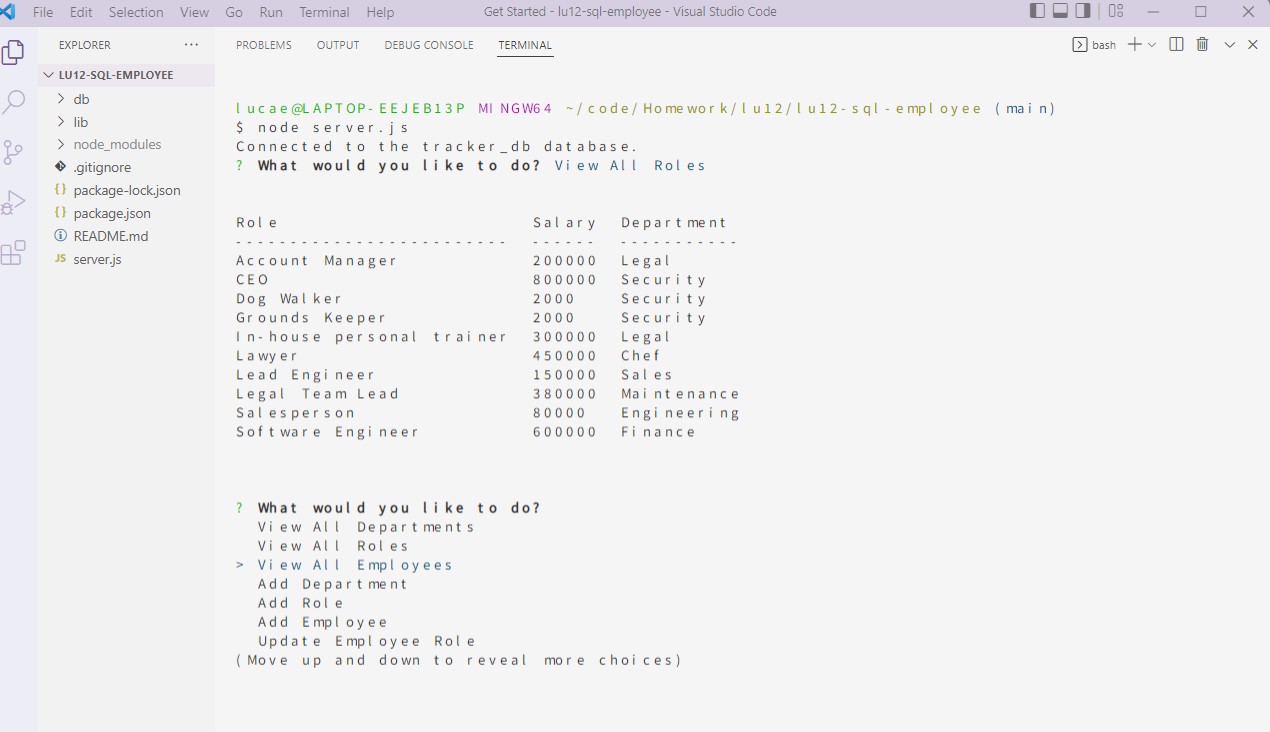 File Edit Selection View Go Run Terminal Help Get Started - lu12-sql-employee - Visual Studio Code
EXPLORER ...
LU12-SQL-EMPLOYEE
db
lib
node_modules
.gitignore
{} package-lock.json
{} package.json
README.md
JS server.js
PROBLEMS OUTPUT DEBUG CONSOLE TERMINAL bash
lucae@LAPTOP-EEJEB13P MINGW64 ~/code/Homework/lu12/lu12-sql-employee (main)
$ node server.js
Connected to the tracker_db database.
? What would you like to do? View All Roles
Role Salary Department
------------------------- ------ -----------
Account Manager 200000 Legal
CEO 800000 Security
Dog Walker 2000 Security
Grounds Keeper 2000 Security
In-house personal trainer 300000 Legal
Lawyer 450000 Chef
Lead Engineer 150000 Sales
Legal Team Lead 380000 Maintenance
Salesperson 80000 Engineering
Software Engineer 600000 Finance
? What would you like to do?
View All Departments
View All Roles
> View All Employees
Add Department
Add Role
Add Employee
Update Employee Role
(Move up and down to reveal more choices)